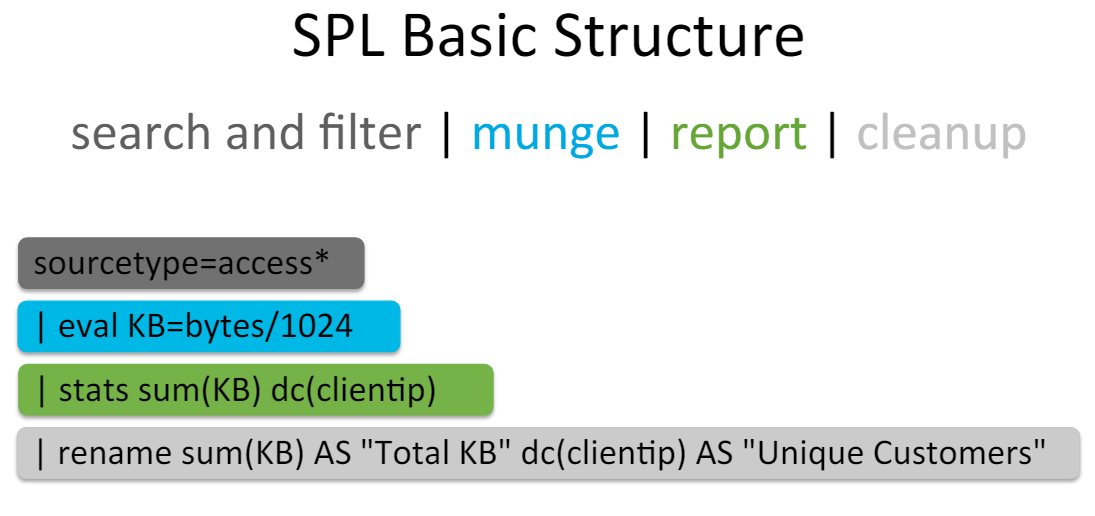 SPL Basic Structure
search and filter | munge | report | cleanup
sourcetype=access*
| eval KB=bytes/1024
| stats sum(KB) dc(clientip)
| rename sum(KB) AS "Total KB" dc(clientip) AS "Unique Customers"